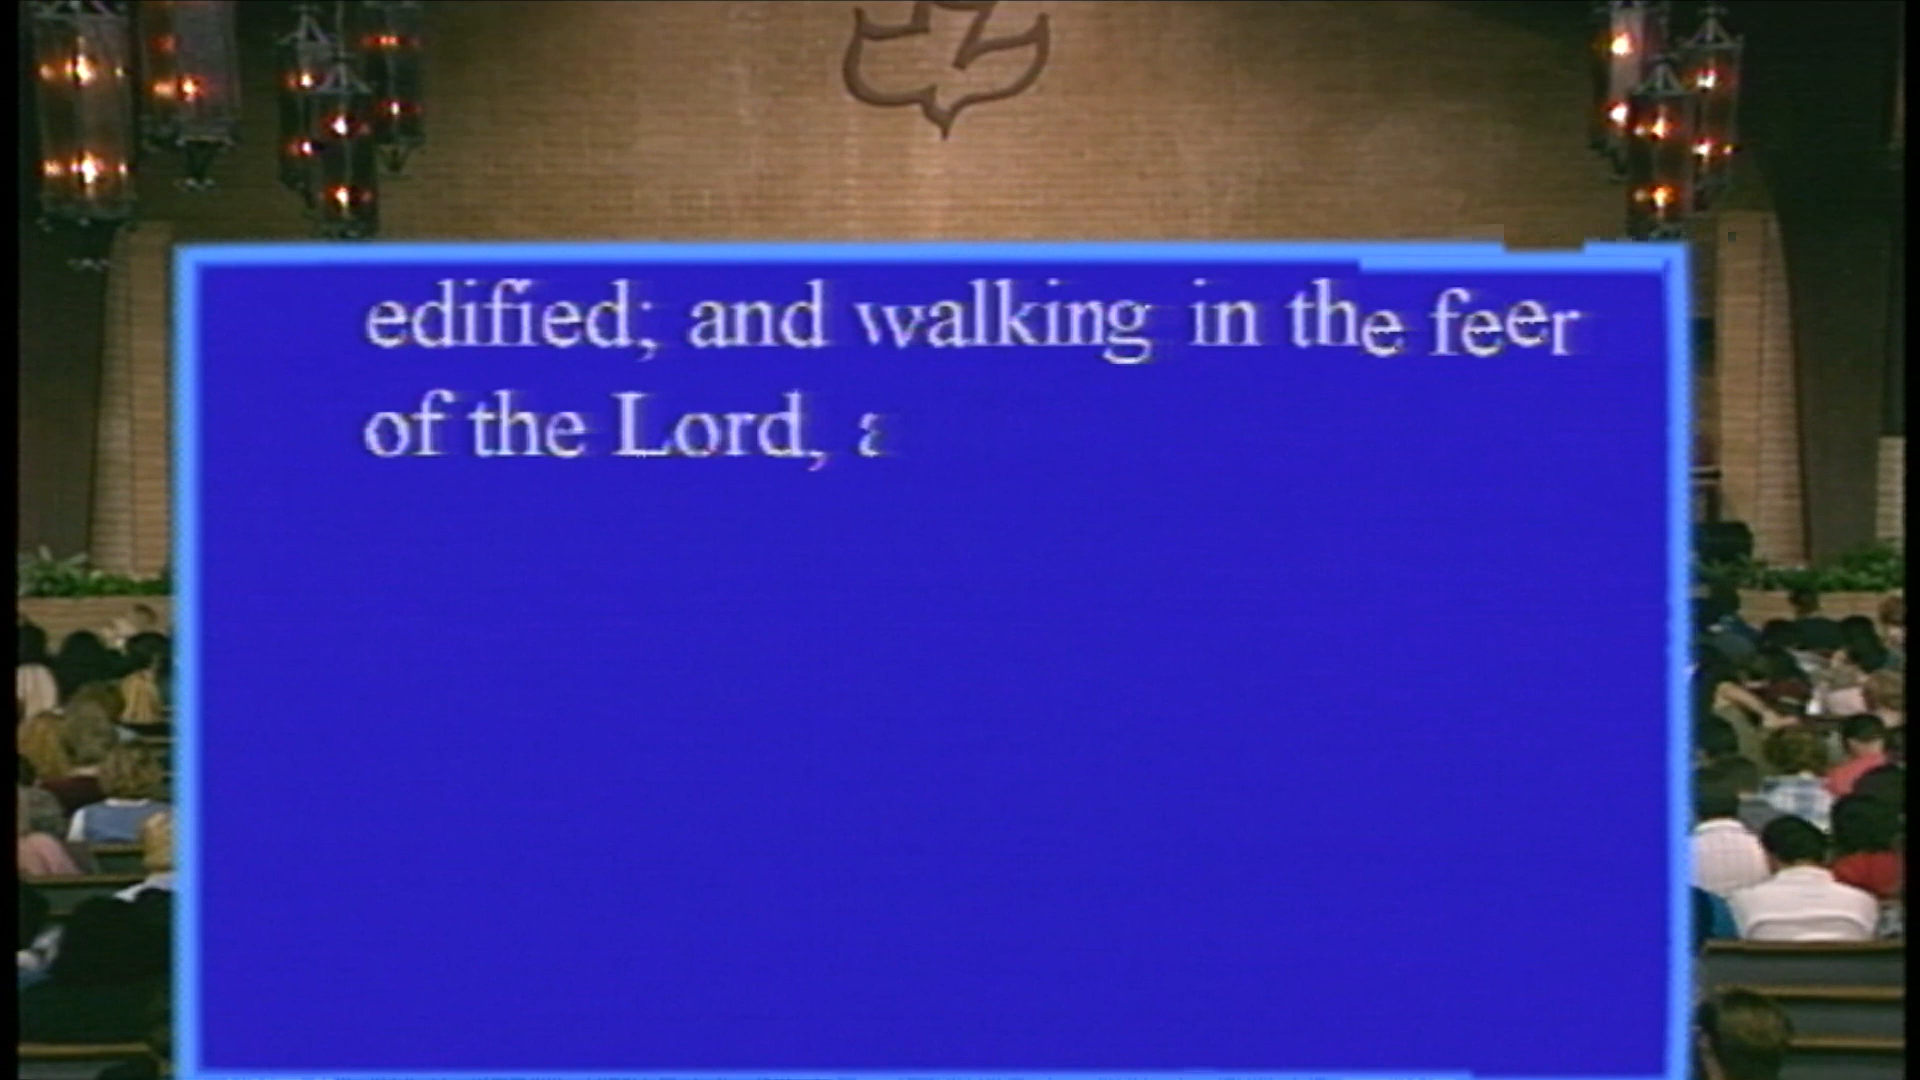 edified; and walking in the feer
of the Lord, a